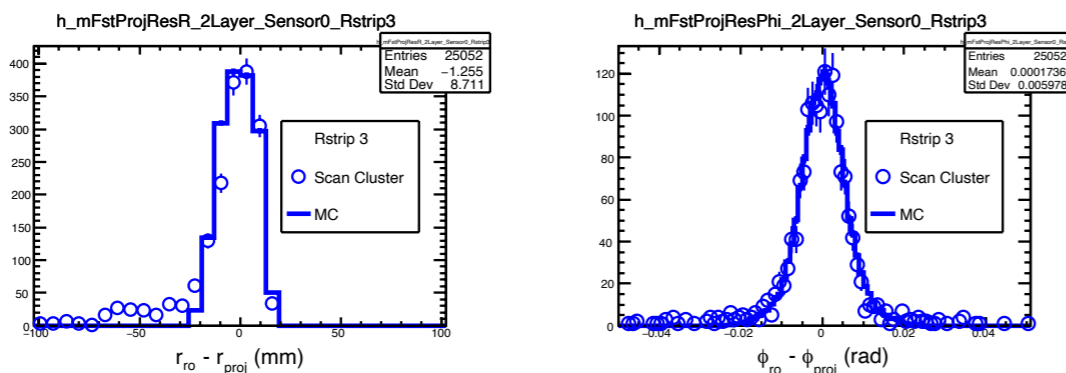 h_mFstProjResR_2Layer_Sensor0_Rstrip3
h_mFstProjResR_2Layer_Sensor0_Rstrip3
Entries 25052
Mean −1.255
Std Dev 8.711
400
350
300
250
200
150
100
50
0
Rstrip 3
Scan Cluster
MC
−100 −50 0 50 100
r_ro - r_proj (mm)
h_mFstProjResPhi_2Layer_Sensor0_Rstrip3
h_mFstProjResPhi_2Layer_Sensor0_Rstrip3
Entries 25052
Mean 0.0001736
Std Dev 0.005978
120
100
80
60
40
20
0
Rstrip 3
Scan Cluster
MC
−0.04 −0.02 0 0.02 0.04
ϕ_ro - ϕ_proj (rad)